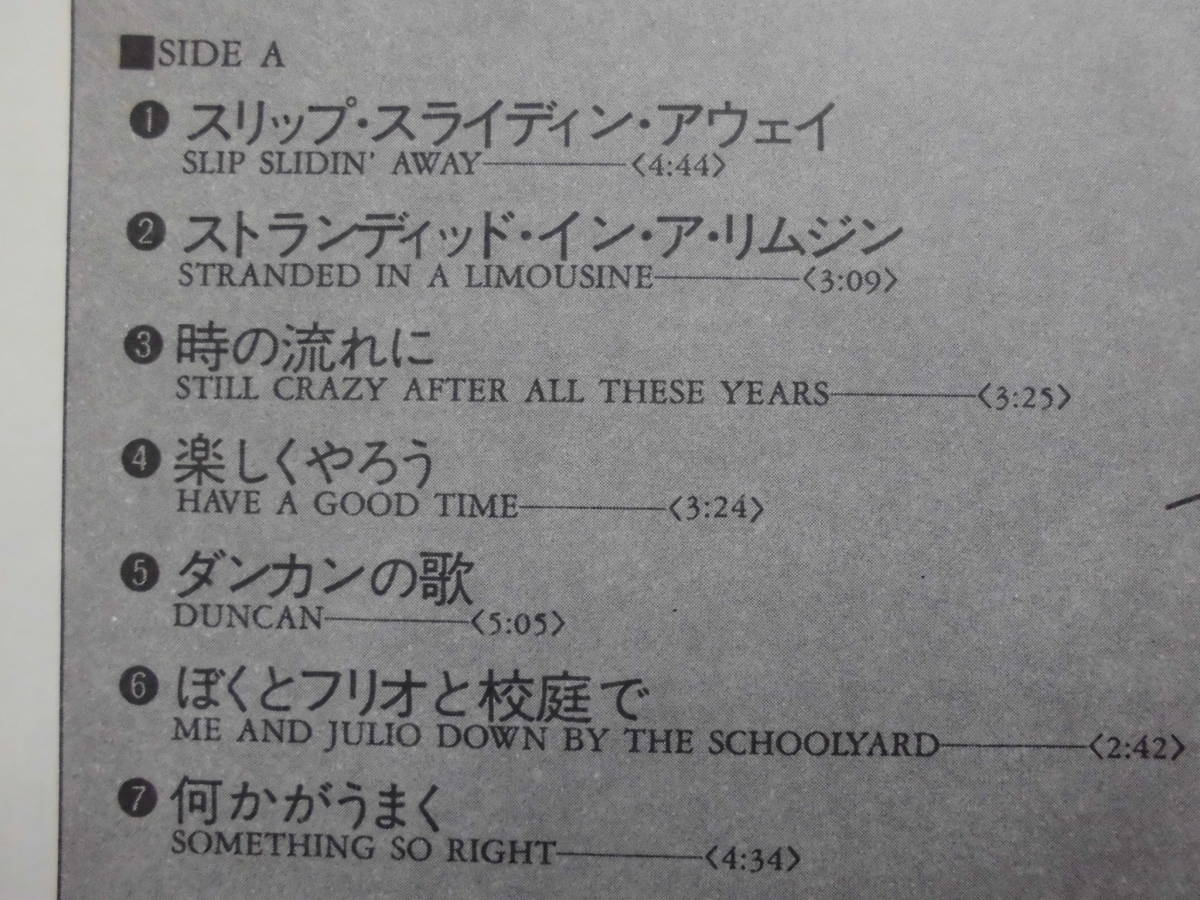 ■SIDE A
❶ スリップ・スライディン・アウェイ
SLIP SLIDIN' AWAY————〈4:44〉
❷ ストランディッド・イン・ア・リムジン
STRANDED IN A LIMOUSINE————〈3:09〉
❸ 時の流れに
STILL CRAZY AFTER ALL THESE YEARS————〈3:25〉
❹ 楽しくやろう
HAVE A GOOD TIME————〈3:24〉
❺ ダンカンの歌
DUNCAN————〈5:05〉
❻ ぼくとフリオと校庭で
ME AND JULIO DOWN BY THE SCHOOLYARD————〈2:42〉
❼ 何かがうまく
SOMETHING SO RIGHT————〈4:34〉